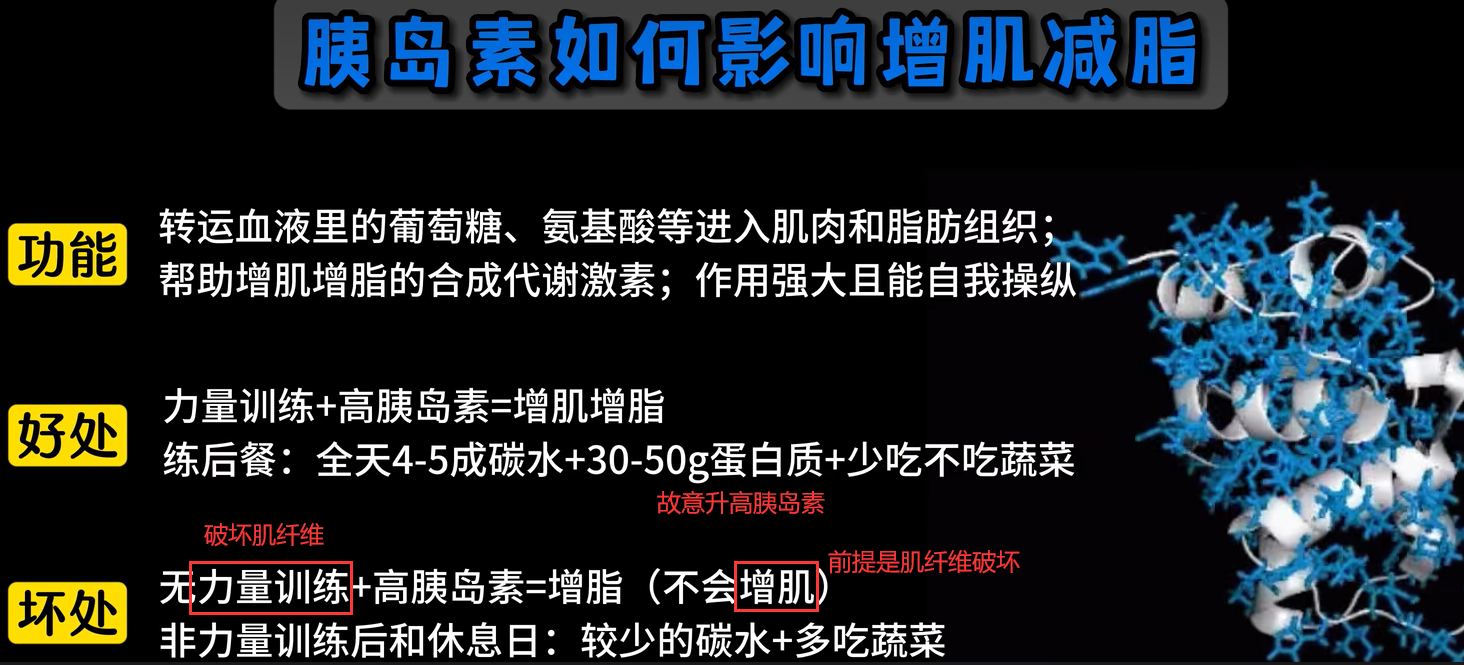 胰岛素如何影响增肌减脂
功能
转运血液里的葡萄糖、氨基酸等进入肌肉和脂肪组织；
帮助增肌增脂的合成代谢激素；作用强大且能自我操纵
好处
力量训练+高胰岛素=增肌增脂
练后餐：全天4-5成碳水+30-50g蛋白质+少吃不吃蔬菜
故意升高胰岛素
破坏肌纤维
前提是肌纤维破坏
坏处
无力量训练+高胰岛素=增脂（不会增肌）
非力量训练后和休息日：较少的碳水+多吃蔬菜